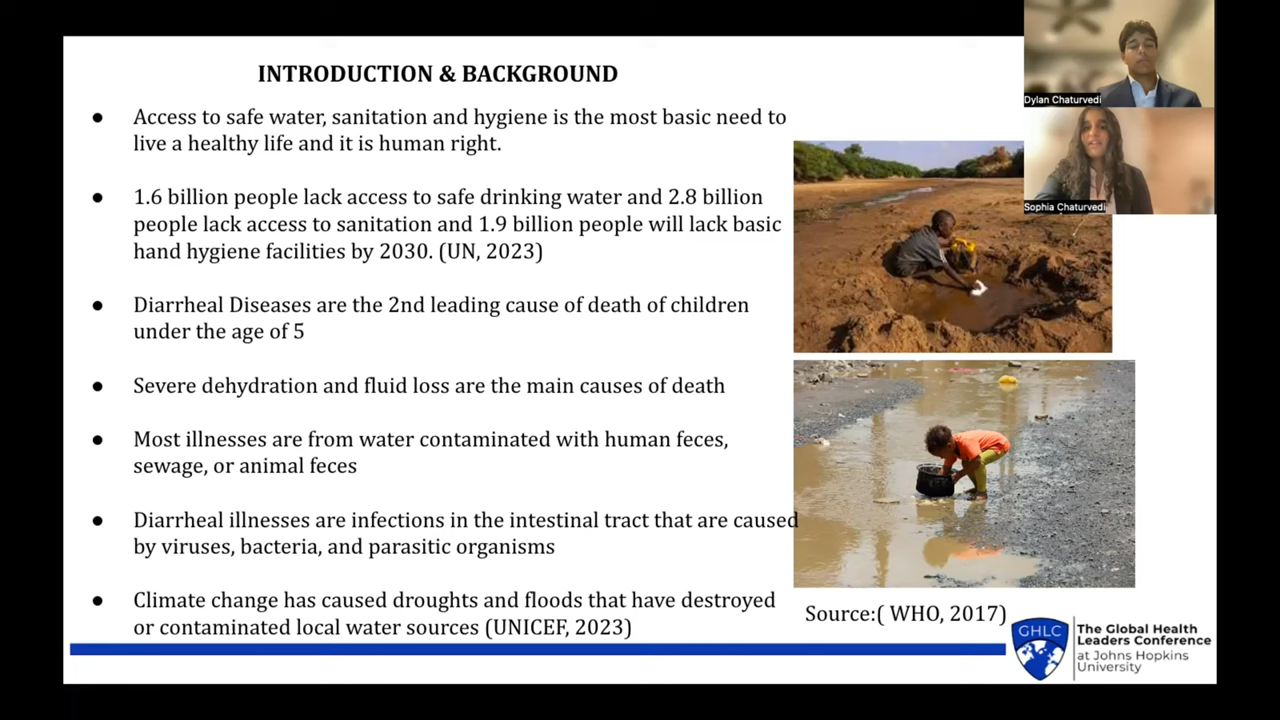 INTRODUCTION & BACKGROUND
● Access to safe water, sanitation and hygiene is the most basic need to
live a healthy life and it is human right.
● 1.6 billion people lack access to safe drinking water and 2.8 billion
people lack access to sanitation and 1.9 billion people will lack basic
hand hygiene facilities by 2030. (UN, 2023)
● Diarrheal Diseases are the 2nd leading cause of death of children
under the age of 5
● Severe dehydration and fluid loss are the main causes of death
● Most illnesses are from water contaminated with human feces,
sewage, or animal feces
● Diarrheal illnesses are infections in the intestinal tract that are caused
by viruses, bacteria, and parasitic organisms
● Climate change has caused droughts and floods that have destroyed
or contaminated local water sources (UNICEF, 2023)
Dylan Chaturvedi
Sophia Chaturvedi
Source:( WHO, 2017)
GHLC
The Global Health
Leaders Conference
at Johns Hopkins
University